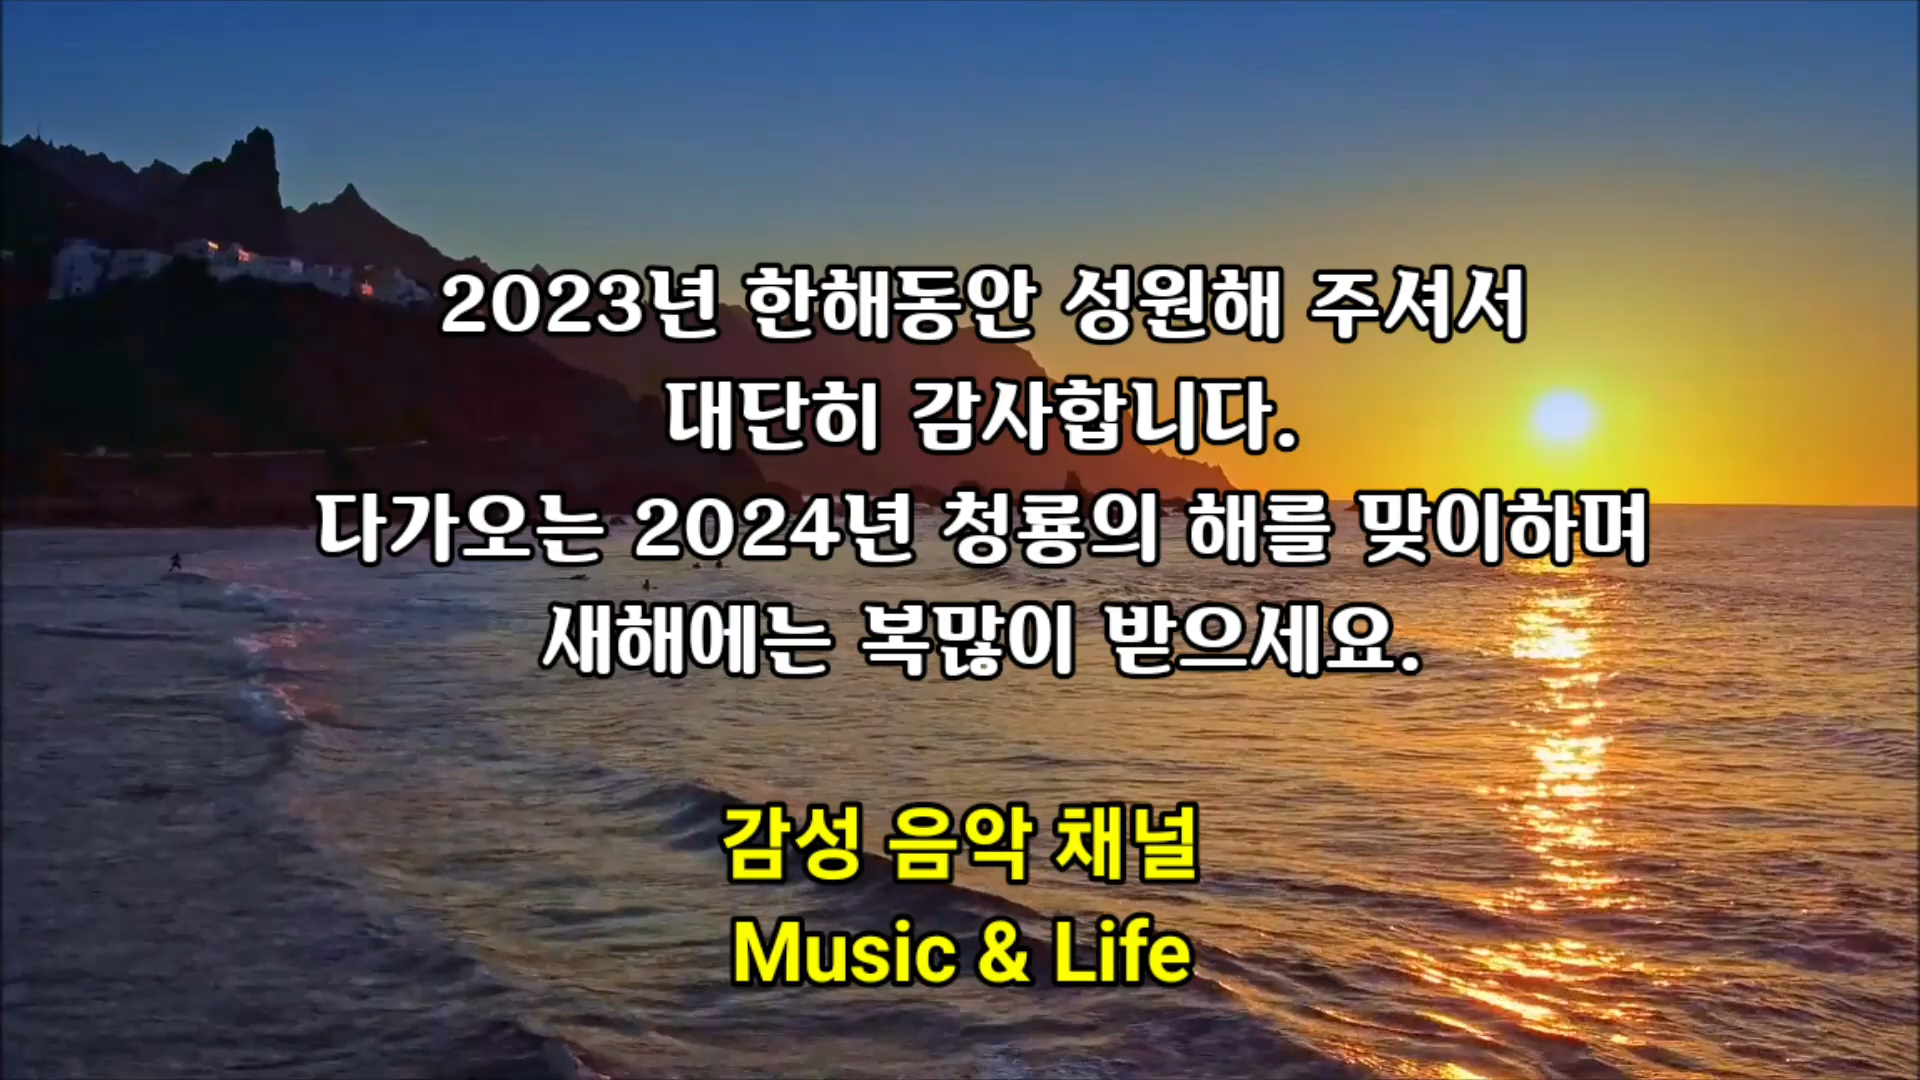 2023년 한해동안 성원해 주셔서
대단히 감사합니다.
다가오는 2024년 청룡의 해를 맞이하며
새해에는 복많이 받으세요.
감성 음악 채널
Music & Life